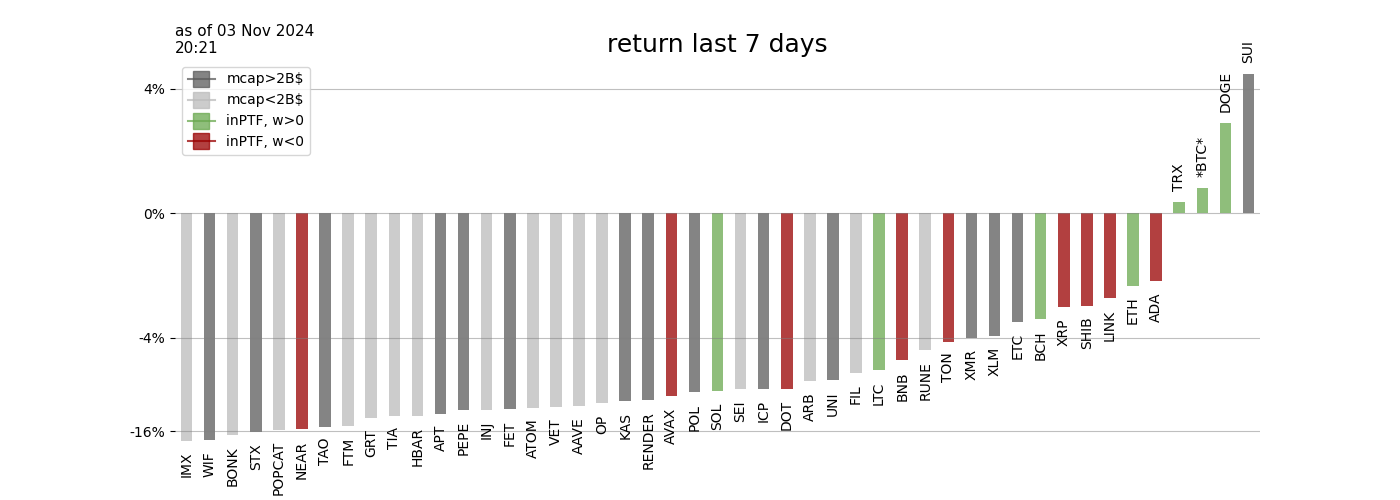 as of 03 Nov 2024
20:21
return last 7 days
mcap>2B$
mcap<2B$
inPTF, w>0
inPTF, w<0
4%
0%
-4%
-16%
IMX
WIF
BONK
STX
POPCAT
NEAR
TAO
FTM
GRT
TIA
HBAR
APT
PEPE
INJ
FET
ATOM
VET
AAVE
OP
KAS
RENDER
AVAX
POL
SOL
SEI
ICP
DOT
ARB
UNI
FIL
LTC
BNB
RUNE
TON
XMR
XLM
ETC
BCH
XRP
SHIB
LINK
ETH
ADA
TRX
*BTC*
DOGE
SUI